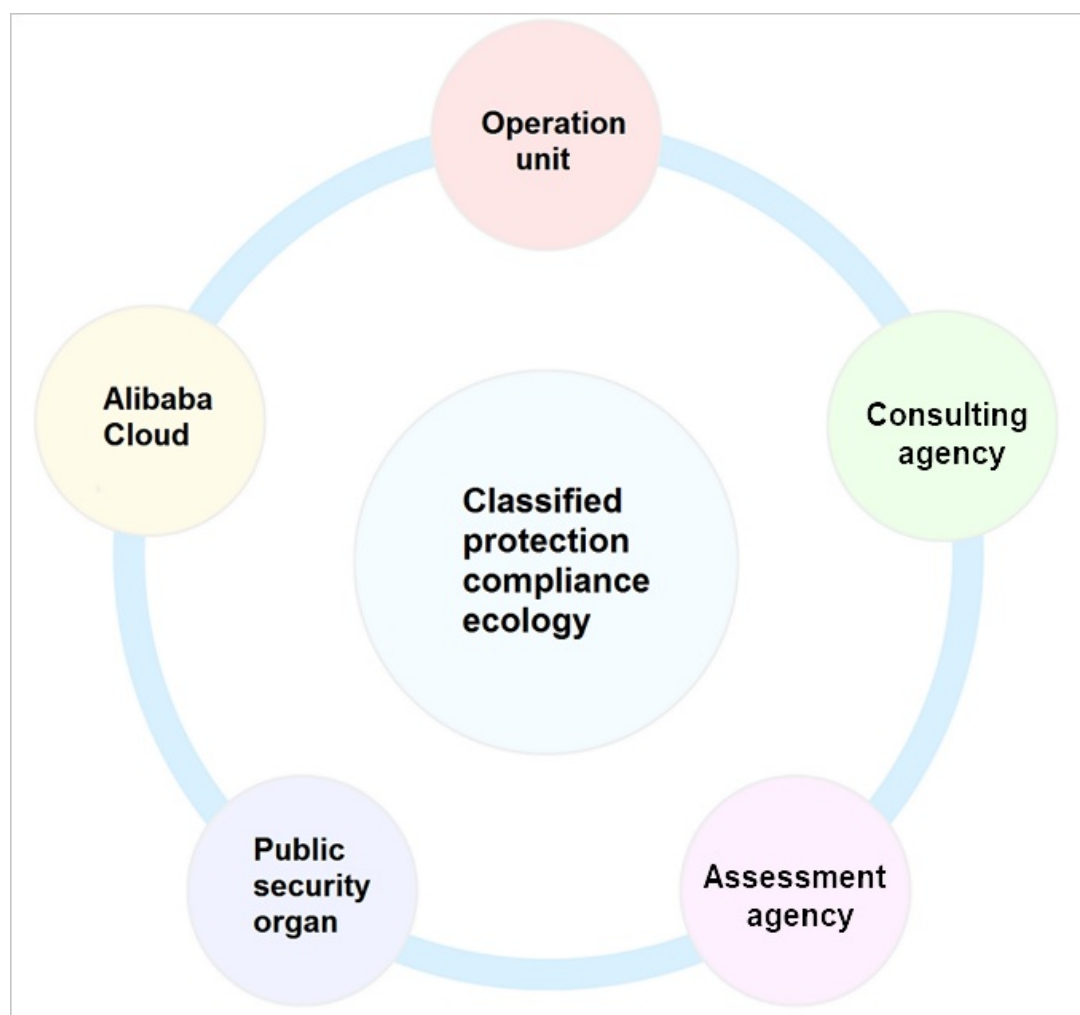 Operation
unit
Alibaba
Cloud
Consulting
agency
Classified
protection
compliance
ecology
Public
security
organ
Assessment
agency